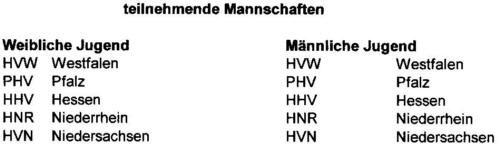 teilnehmende Mannschaften
Weibliche Jugend Männliche Jugend
HVW Westfalen HVW Westfalen
PHV Pfalz PHV Pfalz
HHV Hessen HHV Hessen
HNR Niederrhein HNR Niederrhein
HVN Niedersachsen HVN Niedersachsen